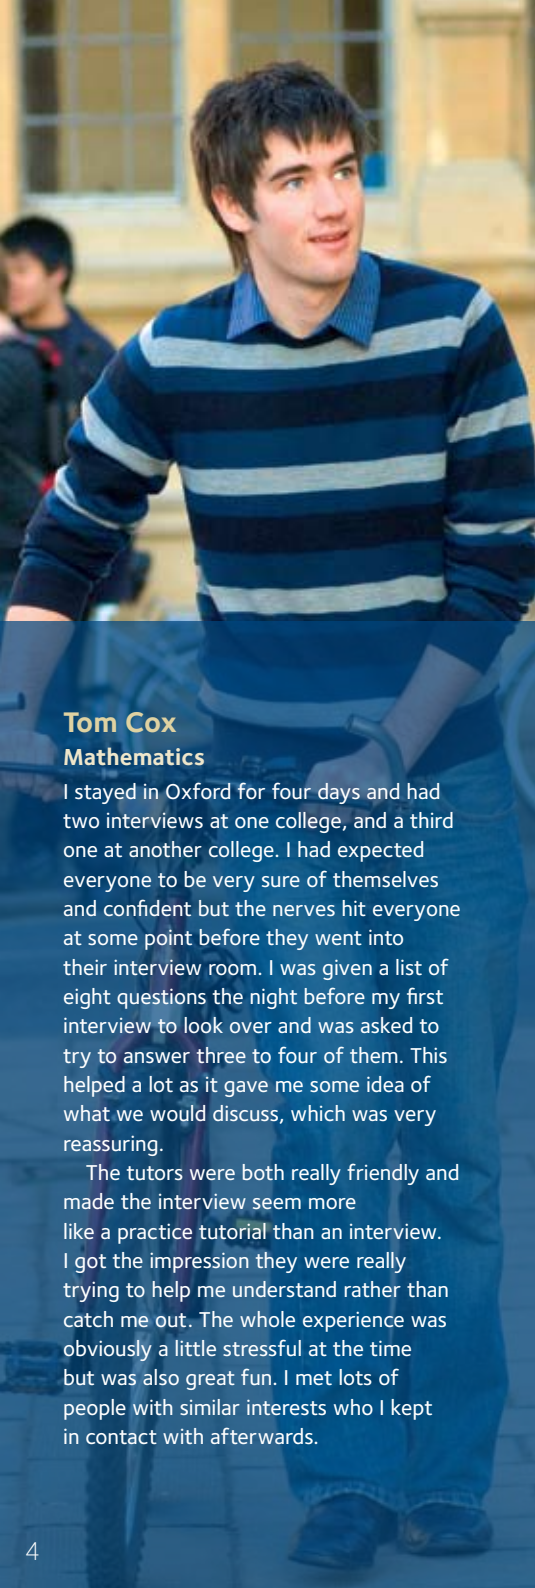 Tom Cox
Mathematics
I stayed in Oxford for four days and had
two interviews at one college, and a third
one at another college. I had expected
everyone to be very sure of themselves
and confident but the nerves hit everyone
at some point before they went into
their interview room. I was given a list of
eight questions the night before my first
interview to look over and was asked to
try to answer three to four of them. This
helped a lot as it gave me some idea of
what we would discuss, which was very
reassuring.
The tutors were both really friendly and
made the interview seem more
like a practice tutorial than an interview.
I got the impression they were really
trying to help me understand rather than
catch me out. The whole experience was
obviously a little stressful at the time
but was also great fun. I met lots of
people with similar interests who I kept
in contact with afterwards.
4